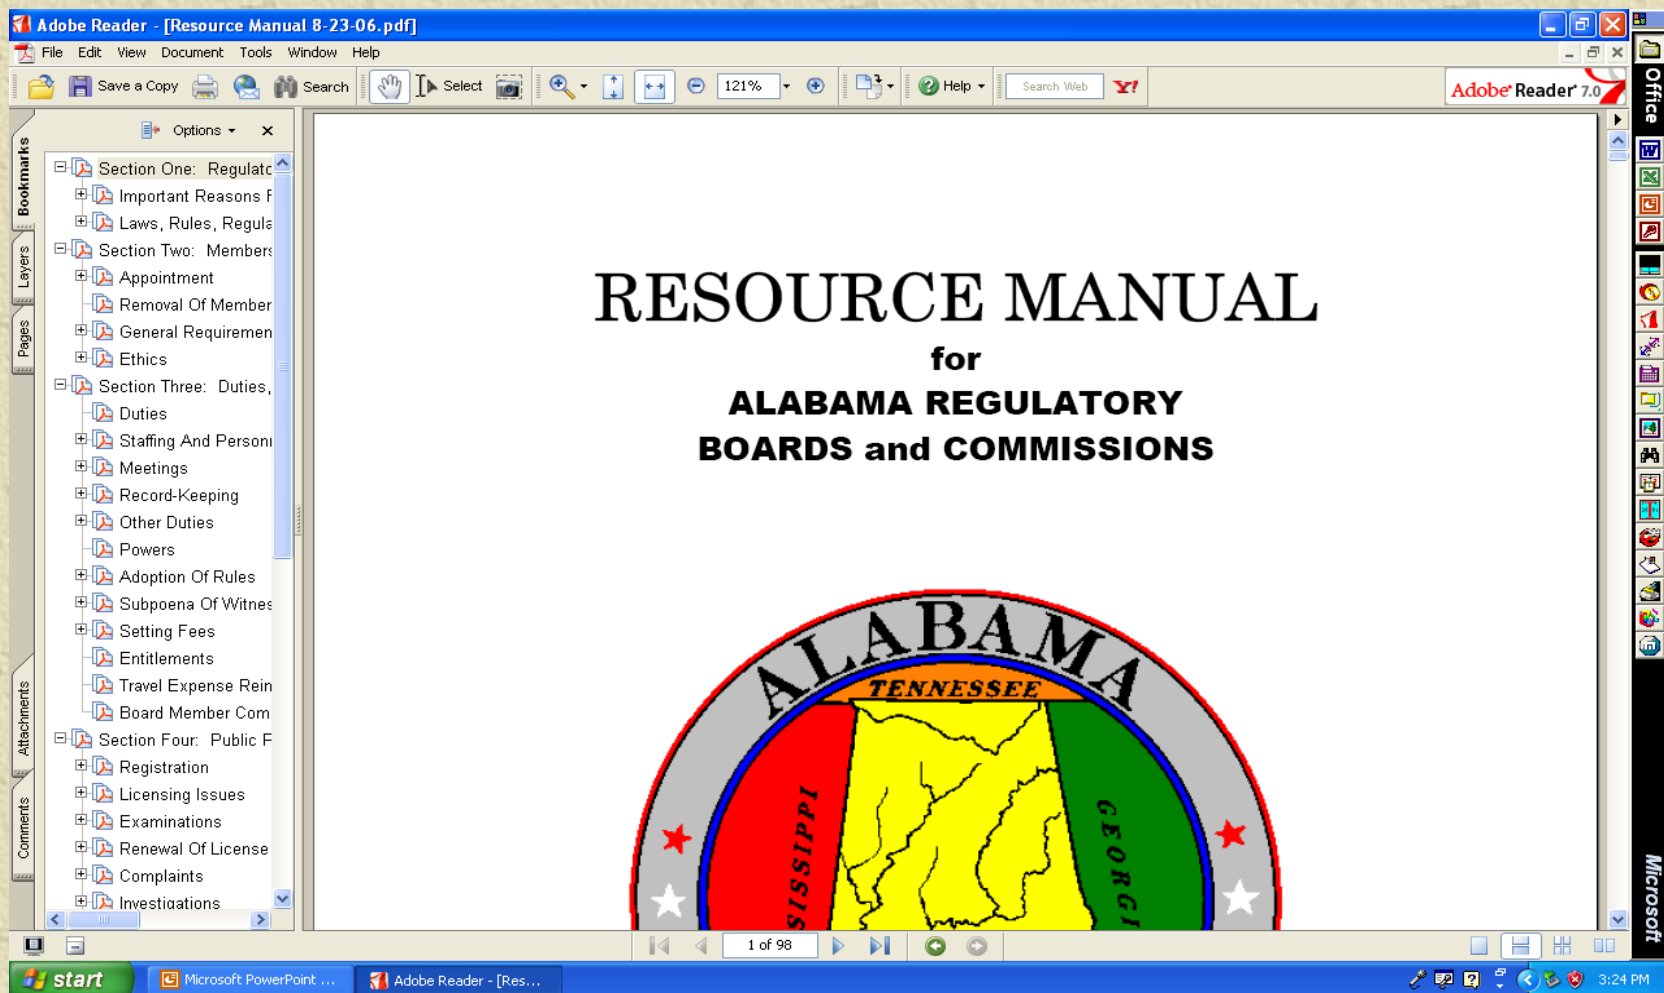 Adobe Reader - [Resource Manual 8-23-06.pdf]
File Edit View Document Tools Window Help
Save a Copy Search Select 121% Help Search Web Y!
Adobe Reader 7.0
Options
Bookmarks
Layers
Pages
Attachments
Comments
Section One: Regulatc
Important Reasons F
Laws, Rules, Regula
Section Two: Members
Appointment
Removal Of Member
General Requiremen
Ethics
Section Three: Duties,
Duties
Staffing And Personn
Meetings
Record-Keeping
Other Duties
Powers
Adoption Of Rules
Subpoena Of Witnes
Setting Fees
Entitlements
Travel Expense Rein
Board Member Com
Section Four: Public F
Registration
Licensing Issues
Examinations
Renewal Of License
Complaints
Investigations
RESOURCE MANUAL
for
ALABAMA REGULATORY
BOARDS and COMMISSIONS
ALABAMA
TENNESSEE
SISSIPPI
GEORGI
1 of 98
Office
Microsoft
start
Microsoft PowerPoint ...
Adobe Reader - [Res...
3:24 PM